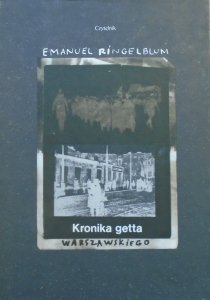 Czytelnik
EMANUEL RINGELBLUM
Kronika getta
WARSZAWSKIEGO